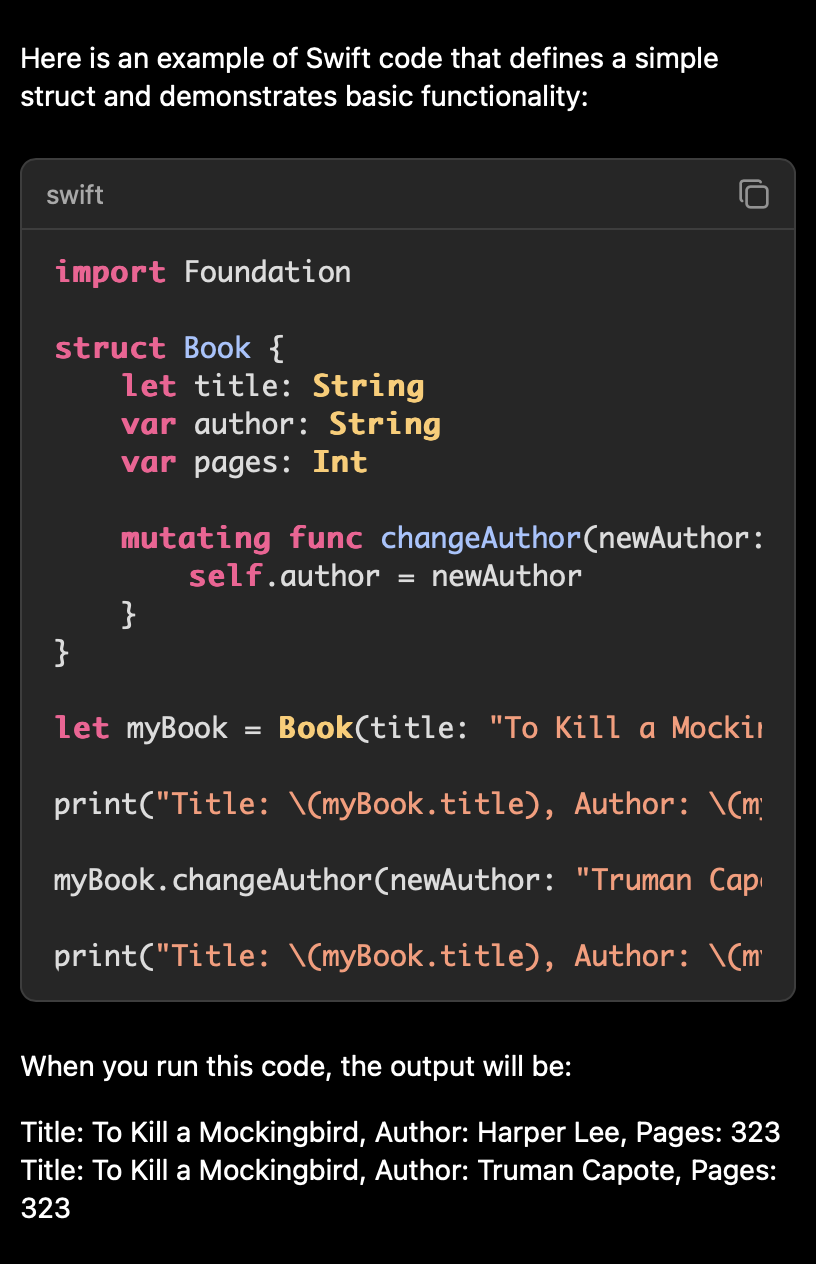 Here is an example of Swift code that defines a simple
struct and demonstrates basic functionality:
swift
import Foundation
struct Book {
    let title: String
    var author: String
    var pages: Int
    mutating func changeAuthor(newAuthor:
        self.author = newAuthor
    }
}
let myBook = Book(title: "To Kill a
print("Title: \(myBook.title), Author: \(
myBook.changeAuthor(newAuthor: "Truman
print("Title: \(myBook.title), Author: \(
When you run this code, the output will be:
Title: To Kill a Mockingbird, Author: Harper Lee, Pages: 323
Title: To Kill a Mockingbird, Author: Truman Capote, Pages:
323